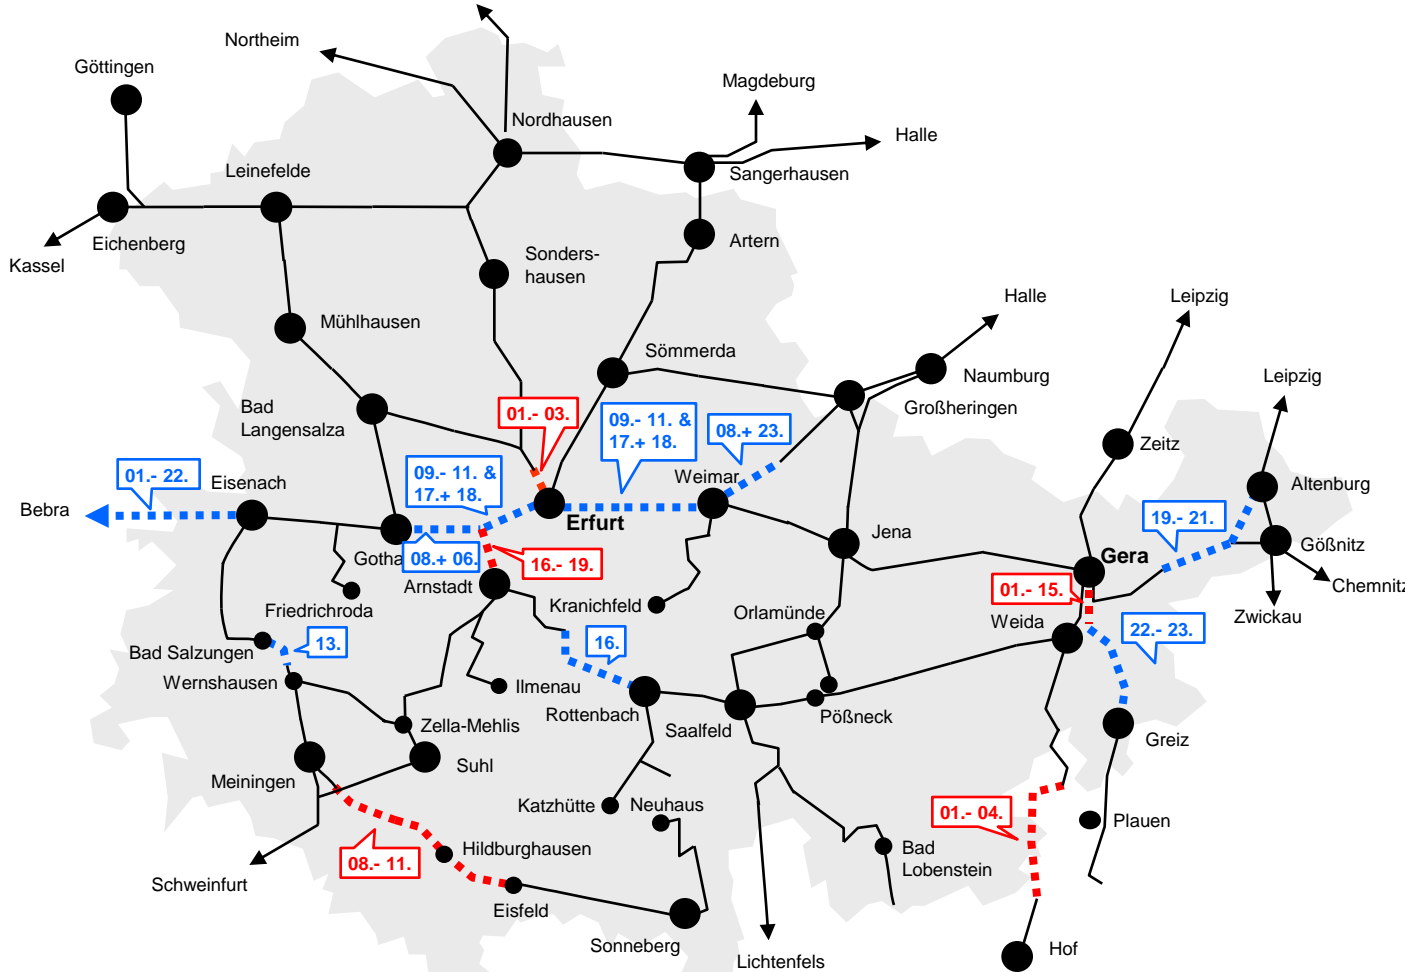 Northeim
Göttingen
Magdeburg
Nordhausen
Halle
Leinefelde
Sangerhausen
Eichenberg
Artern
Kassel
Sonders-
hausen
Halle
Leipzig
Mühlhausen
Sömmerda
Naumburg
Leipzig
Großheringen
Bad
Langensalza
01.- 03.
09.- 11. &
17.+ 18.
08.+ 23.
Zeitz
01.- 22.
Eisenach
09.- 11. &
17.+ 18.
Weimar
Altenburg
Bebra
Erfurt
19.- 21.
Jena
Gößnitz
Gotha
08.+ 06.
16.- 19.
Gera
Chemnitz
Arnstadt
01.- 15.
Friedrichroda
Kranichfeld
Orlamünde
Weida
Zwickau
22.- 23.
Bad Salzungen
13.
16.
Wernshausen
Ilmenau
Rottenbach
Pößneck
Zella-Mehlis
Saalfeld
Greiz
Meiningen
Suhl
Katzhütte
Neuhaus
01.- 04.
Plauen
Hildburghausen
08.- 11.
Bad
Lobenstein
Schweinfurt
Eisfeld
Sonneberg
Hof
Lichtenfels